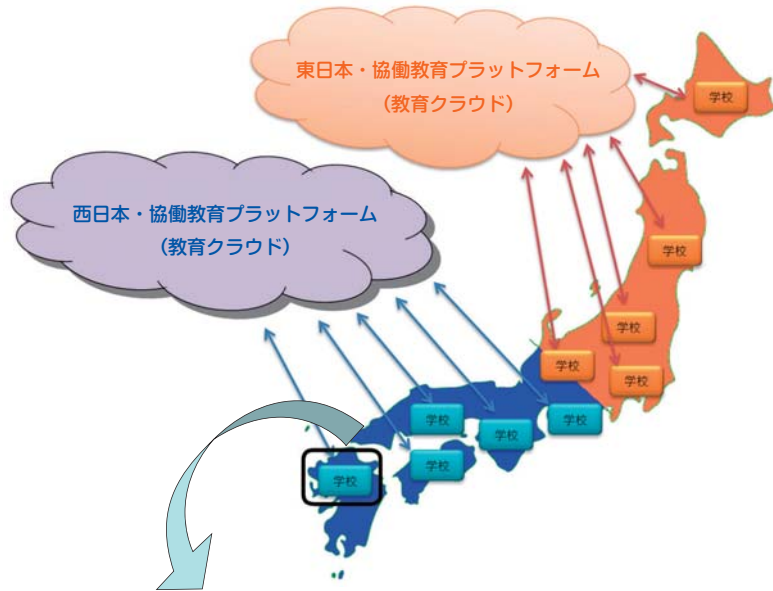 東日本・協働教育プラットフォーム
（教育クラウド）
学校
西日本・協働教育プラットフォーム
（教育クラウド）
学校
学校
学校
学校
学校
学校
学校
学校
学校